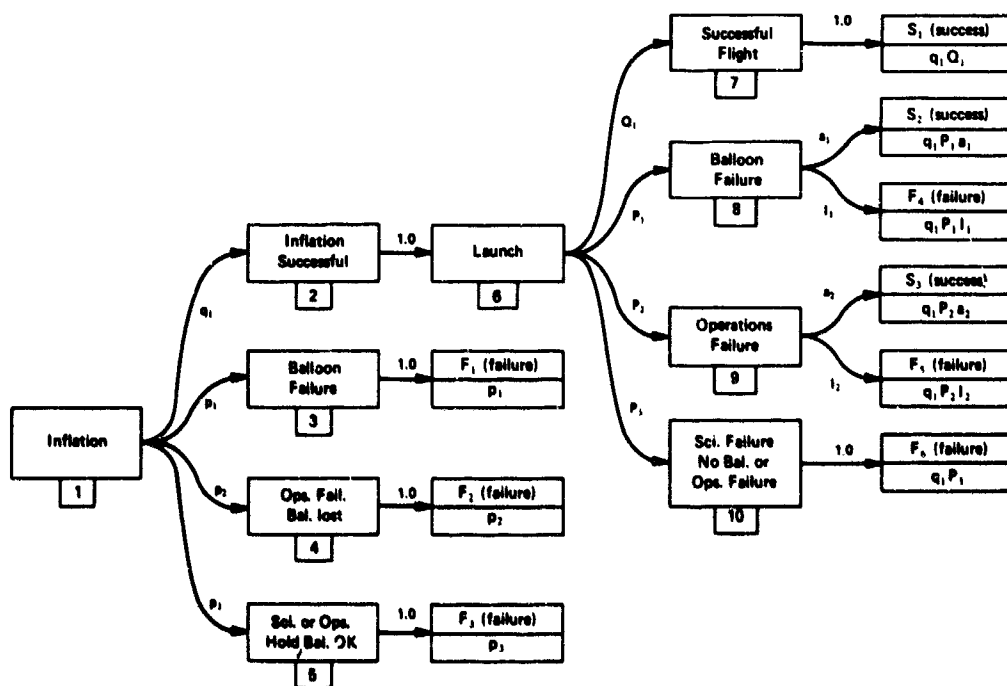 1.0
S₁ (success)
q₁ Q₁
Successful
Flight
7
Q₁
S₂ (success)
q₁ P₁ a₁
a₁
Balloon
Failure
8
P₁
l₁
F₄ (failure)
q₁ P₁ l₁
Inflation
Successful
2
1.0
Launch
6
q₁
S₃ (success)
q₁ P₂ a₂
a₂
P₂
Operations
Failure
9
l₂
F₅ (failure)
q₁ P₂ l₂
Balloon
Failure
3
1.0
F₁ (failure)
p₁
p₁
P₃
Inflation
1
Sci. Failure
No Bal. or
Ops. Failure
10
1.0
F₆ (failure)
q₁ P₁
p₂
Ops. Fail.
Bal. lost
4
1.0
F₂ (failure)
p₂
p₃
Sci. or Ops.
Hold Bal. OK
5
1.0
F₃ (failure)
p₃